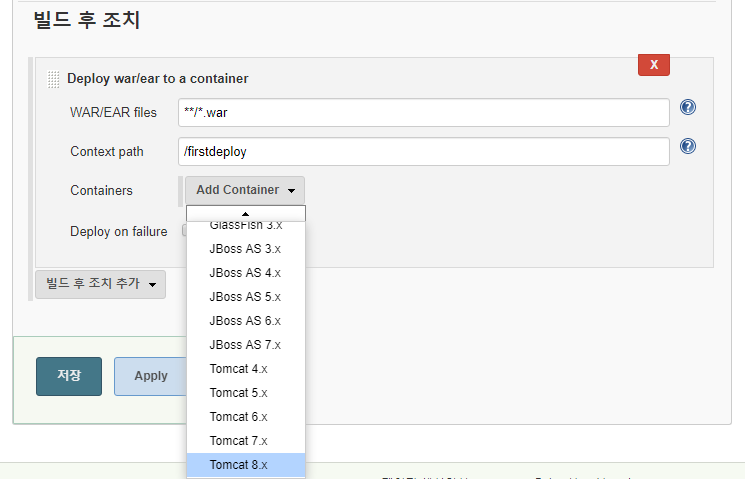 빌드 후 조치
X
Deploy war/ear to a container
WAR/EAR files
**/*.war
Context path
/firstdeploy
Containers
Add Container
Deploy on failure
GlassFish 3.x
JBoss AS 3.x
JBoss AS 4.x
JBoss AS 5.x
JBoss AS 6.x
JBoss AS 7.x
Tomcat 4.x
Tomcat 5.x
Tomcat 6.x
Tomcat 7.x
Tomcat 8.x
빌드 후 조치 추가
저장
Apply